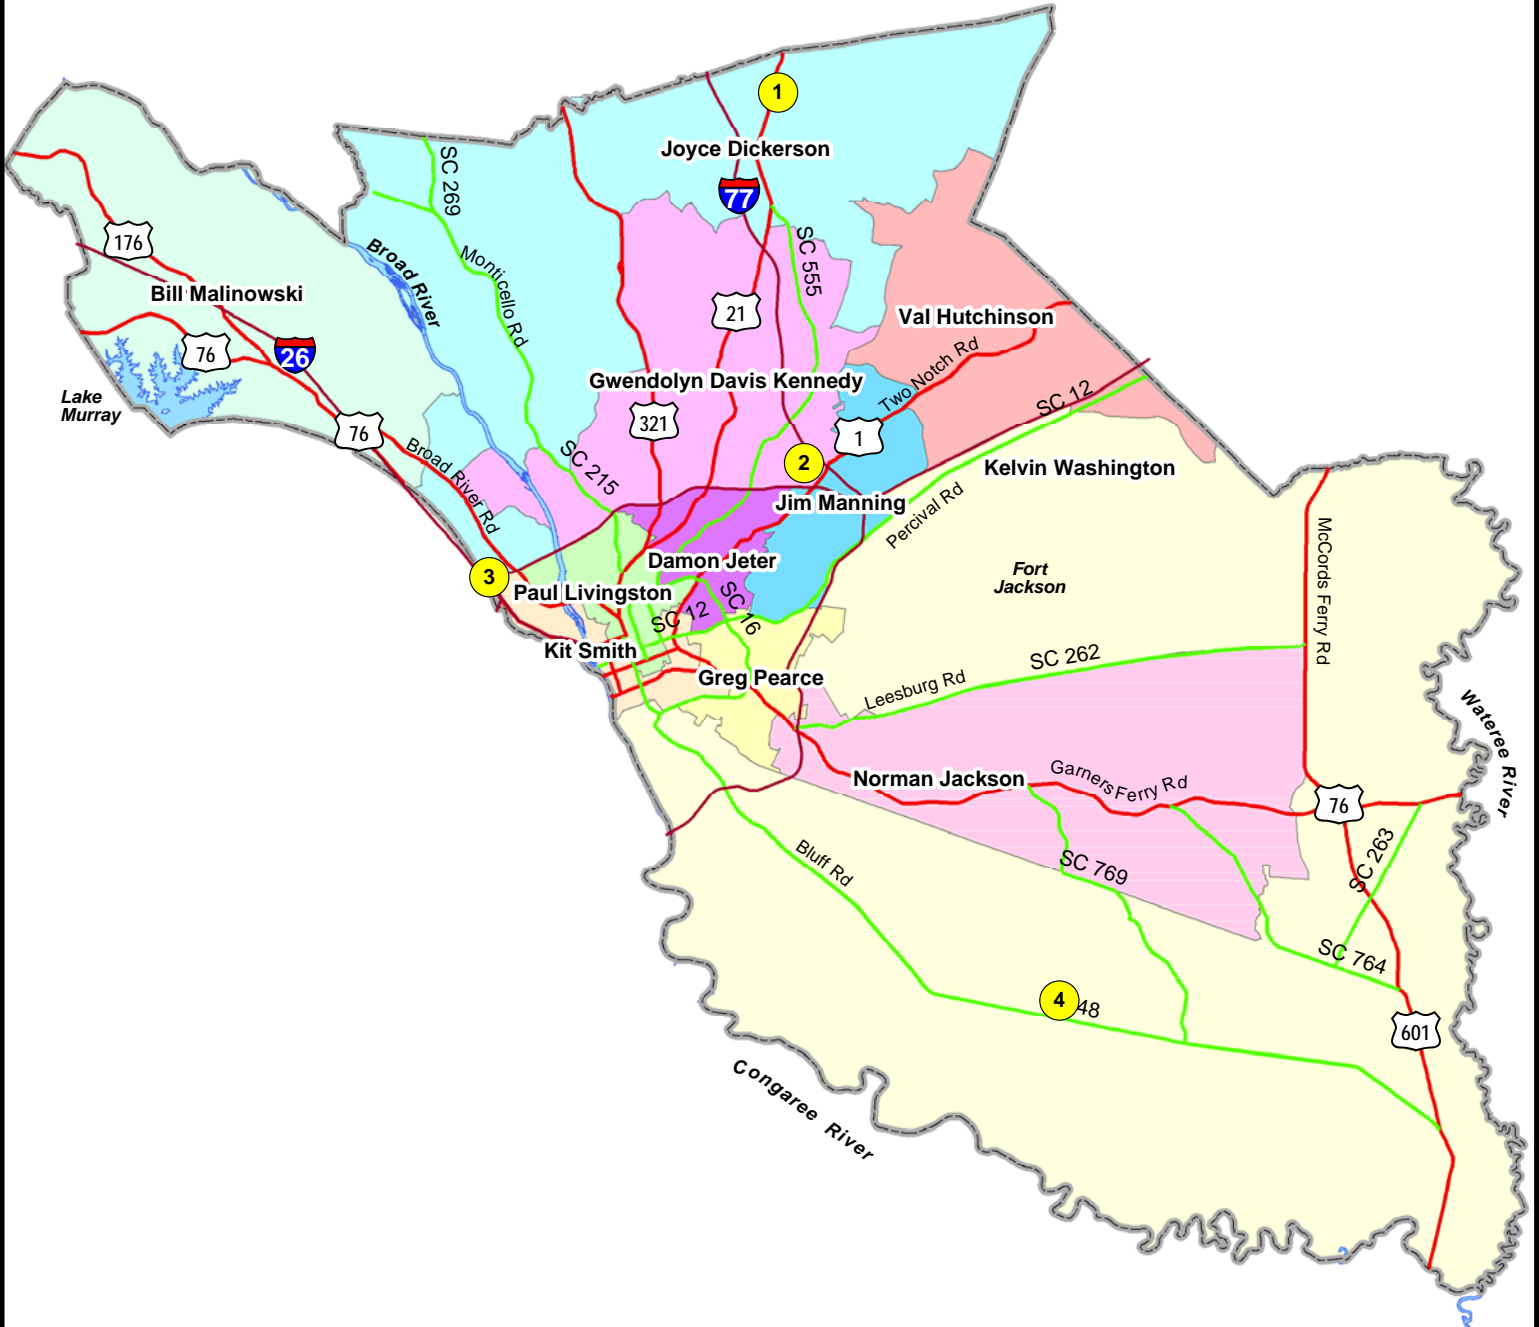 1
Joyce Dickerson
SC 269
77
176
Broad River
Monticello Rd
SC 555
Bill Malinowski
21
Val Hutchinson
76
26
Two Notch Rd
Lake
Murray
Gwendolyn Davis Kennedy
SC 12
321
76
1
Broad River Rd
SC 215
2
Kelvin Washington
Jim Manning
Percival Rd
McCords Ferry Rd
Damon Jeter
Fort
Jackson
3
Paul Livingston
SC 12
SC 16
Kit Smith
SC 262
Greg Pearce
Leesburg Rd
Wateree River
Norman Jackson
Garners Ferry Rd
76
Bluff Rd
SC 769
SC 263
SC 764
4
48
601
Congaree River